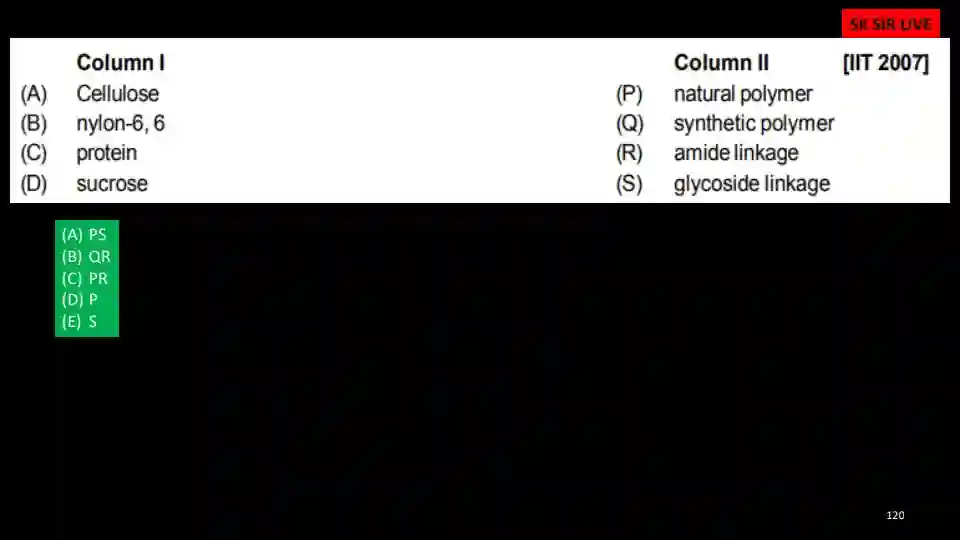 SK SIR LIVE
Column I Column II [IIT 2007]
(A) Cellulose (P) natural polymer
(B) nylon-6, 6 (Q) synthetic polymer
(C) protein (R) amide linkage
(D) sucrose (S) glycoside linkage
(A) PS
(B) QR
(C) PR
(D) P
(E) S
120